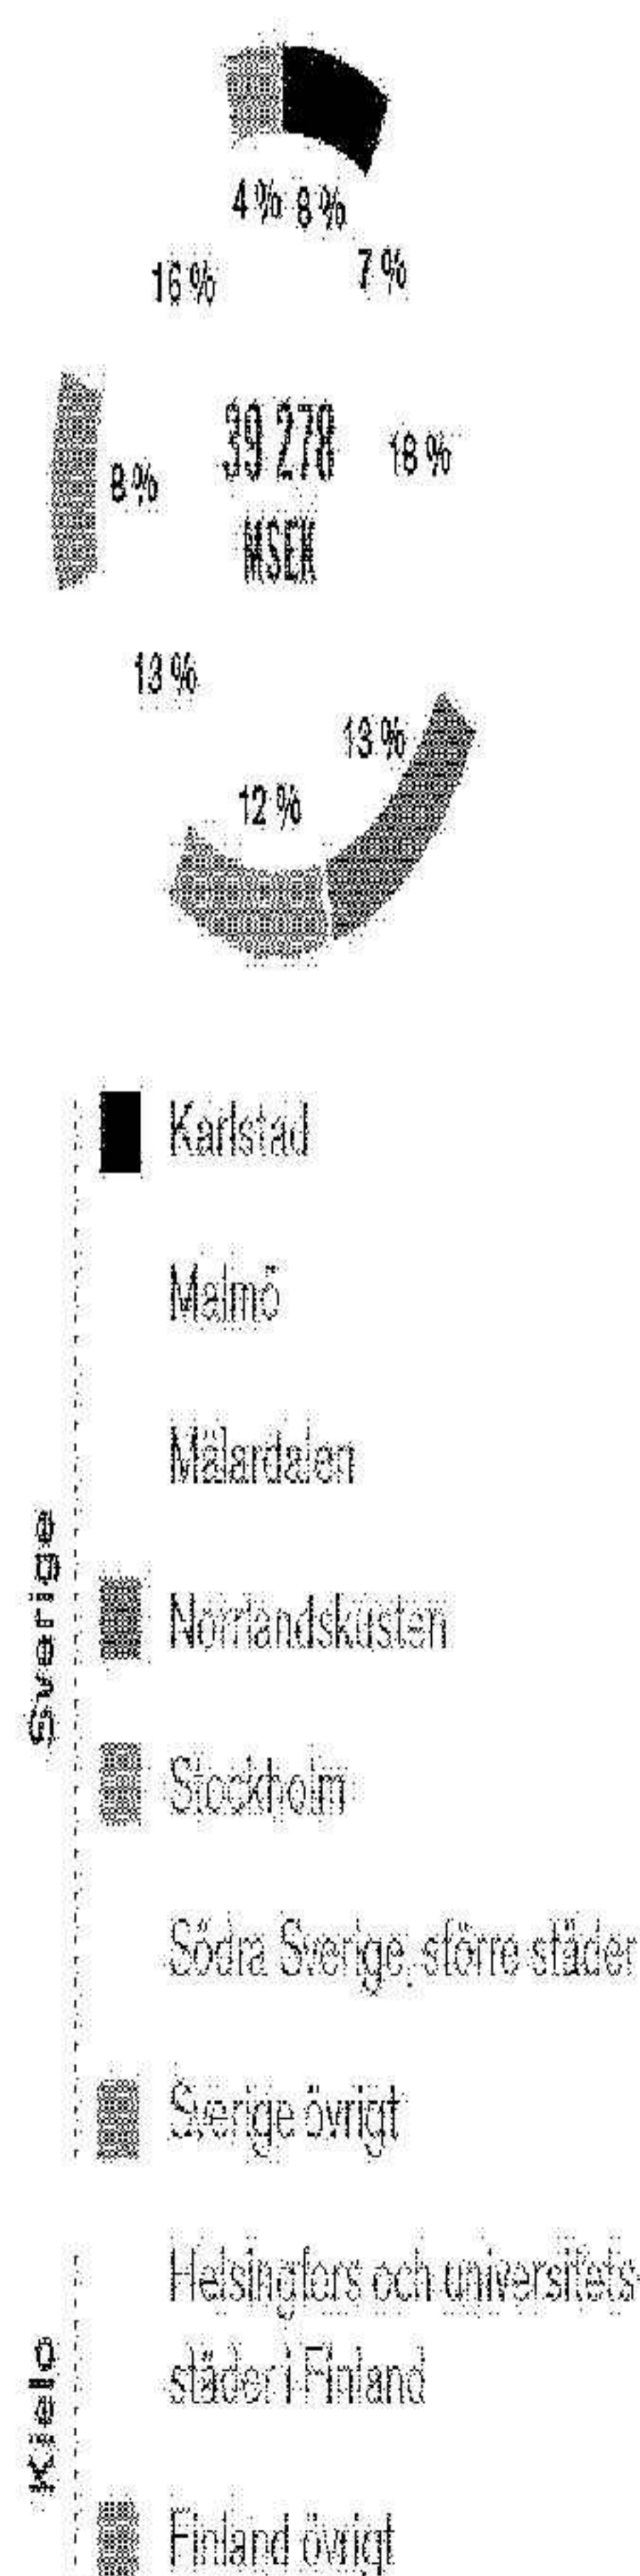 4 % 8 %
16 %
7 %
39 278
18 %
8 %
MSEK
13 %
13 %
12 %
Karlstad
Malmö
Mälardalen
Sverige
Norrlandskusten
Stockholm
Södra Sverige, större städer
Sverige övrigt
Helsingfors och universitets-
städer i Finland
Kielo
Finland övrigt